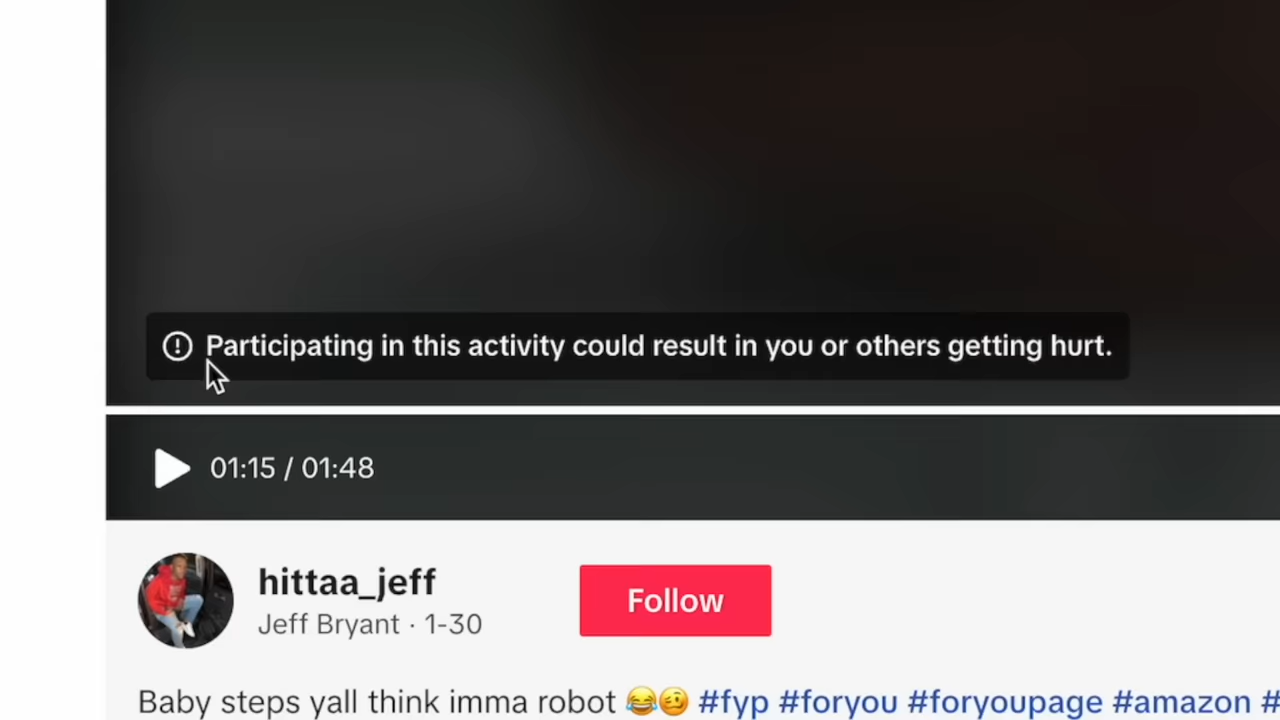 Participating in this activity could result in you or others getting hurt.
01:15 / 01:48
hittaa_jeff
Follow
Jeff Bryant · 1-30
Baby steps yall think imma robot 😂🥴 #fyp #foryou #foryoupage #amazon #